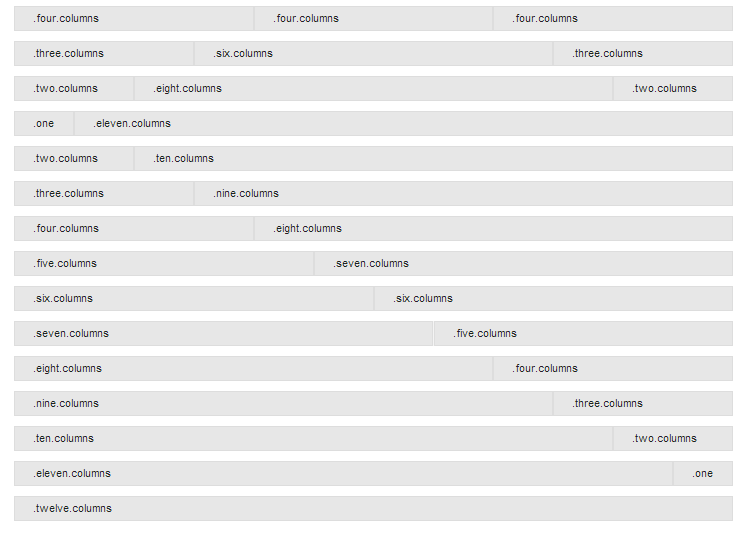 .four.columns .four.columns .four.columns
.three.columns .six.columns .three.columns
.two.columns .eight.columns .two.columns
.one .eleven.columns
.two.columns .ten.columns
.three.columns .nine.columns
.four.columns .eight.columns
.five.columns .seven.columns
.six.columns .six.columns
.seven.columns .five.columns
.eight.columns .four.columns
.nine.columns .three.columns
.ten.columns .two.columns
.eleven.columns .one
.twelve.columns